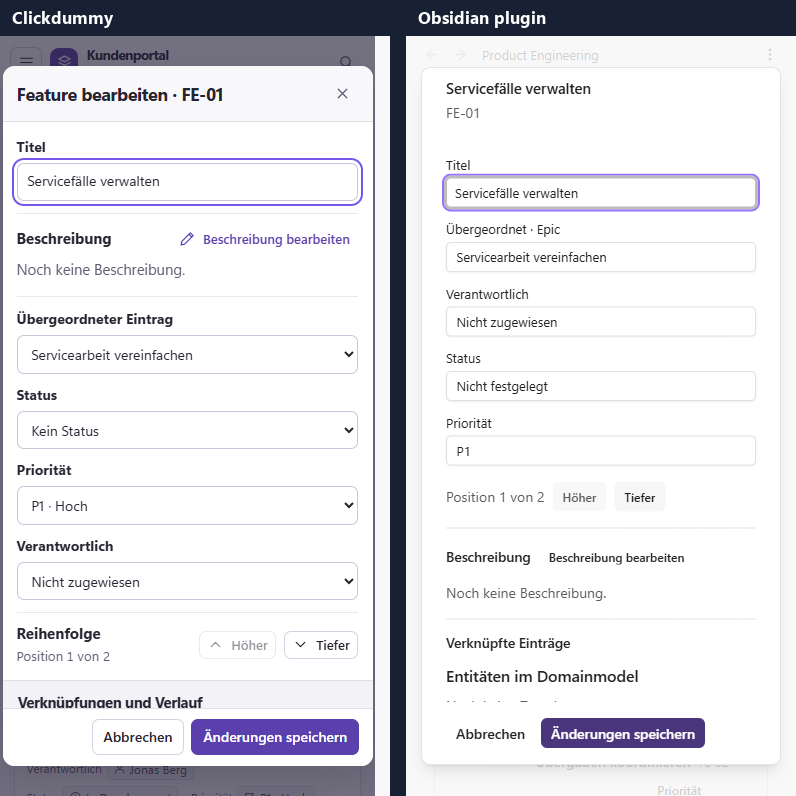 Clickdummy
Kundenportal
Feature bearbeiten · FE-01
Titel
Servicefälle verwalten
Beschreibung
Beschreibung bearbeiten
Noch keine Beschreibung.
Übergeordneter Eintrag
Servicearbeit vereinfachen
Status
Kein Status
Priorität
P1 · Hoch
Verantwortlich
Nicht zugewiesen
Reihenfolge
Position 1 von 2
Höher
Tiefer
Verknüpfungen und Verlauf
Abbrechen
Änderungen speichern
Verantwortlich
Jonas Berg
Obsidian plugin
Product Engineering
Servicefälle verwalten
FE-01
Titel
Servicefälle verwalten
Übergeordnet · Epic
Servicearbeit vereinfachen
Verantwortlich
Nicht zugewiesen
Status
Nicht festgelegt
Priorität
P1
Position 1 von 2
Höher
Tiefer
Beschreibung
Beschreibung bearbeiten
Noch keine Beschreibung.
Verknüpfte Einträge
Entitäten im Domainmodel
Abbrechen
Änderungen speichern
Priorität